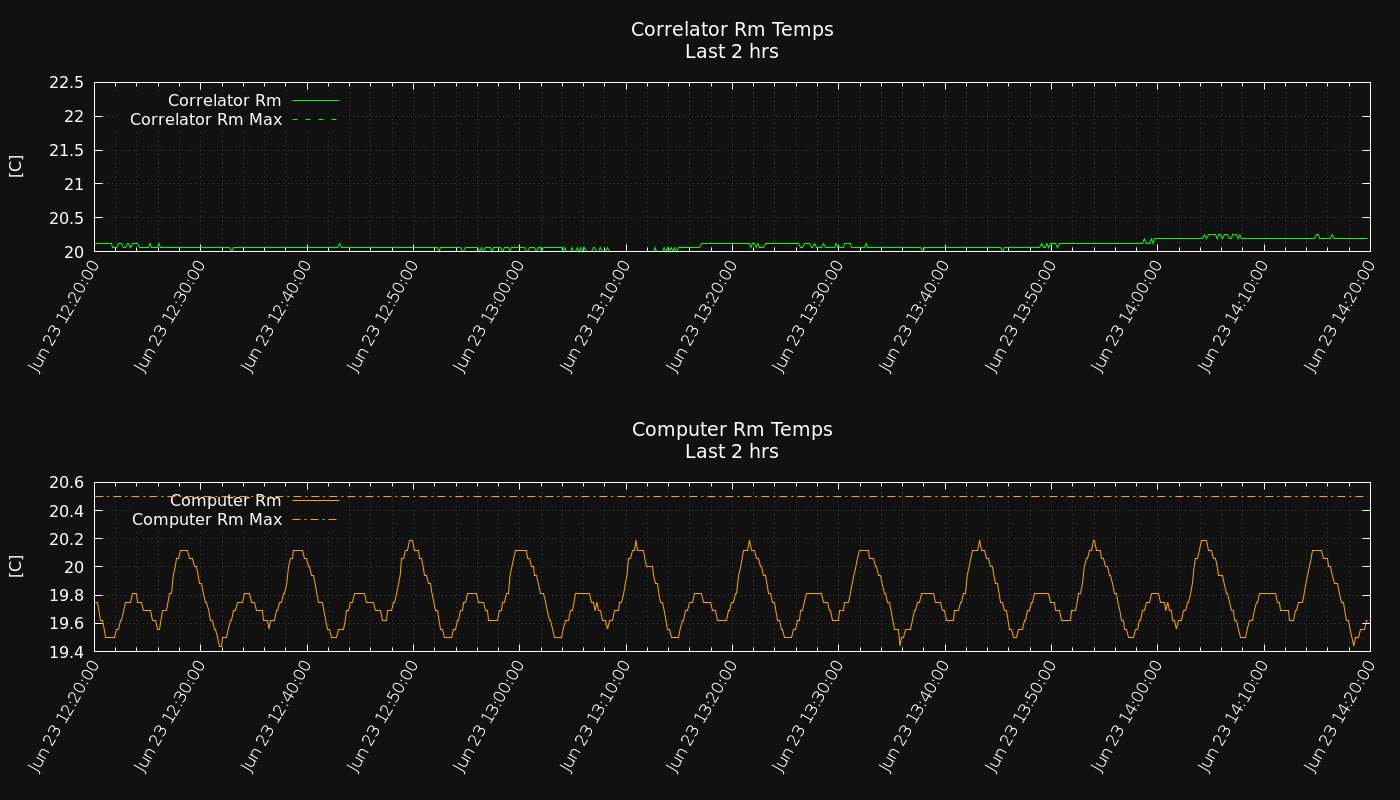 Correlator Rm Temps
Last 2 hrs
[C]
22.5
22
21.5
21
20.5
20
Correlator Rm
Correlator Rm Max
Jun 23 12:20:00
Jun 23 12:30:00
Jun 23 12:40:00
Jun 23 12:50:00
Jun 23 13:00:00
Jun 23 13:10:00
Jun 23 13:20:00
Jun 23 13:30:00
Jun 23 13:40:00
Jun 23 13:50:00
Jun 23 14:00:00
Jun 23 14:10:00
Jun 23 14:20:00
Computer Rm Temps
Last 2 hrs
[C]
20.6
20.4
20.2
20
19.8
19.6
19.4
Computer Rm
Computer Rm Max
Jun 23 12:20:00
Jun 23 12:30:00
Jun 23 12:40:00
Jun 23 12:50:00
Jun 23 13:00:00
Jun 23 13:10:00
Jun 23 13:20:00
Jun 23 13:30:00
Jun 23 13:40:00
Jun 23 13:50:00
Jun 23 14:00:00
Jun 23 14:10:00
Jun 23 14:20:00